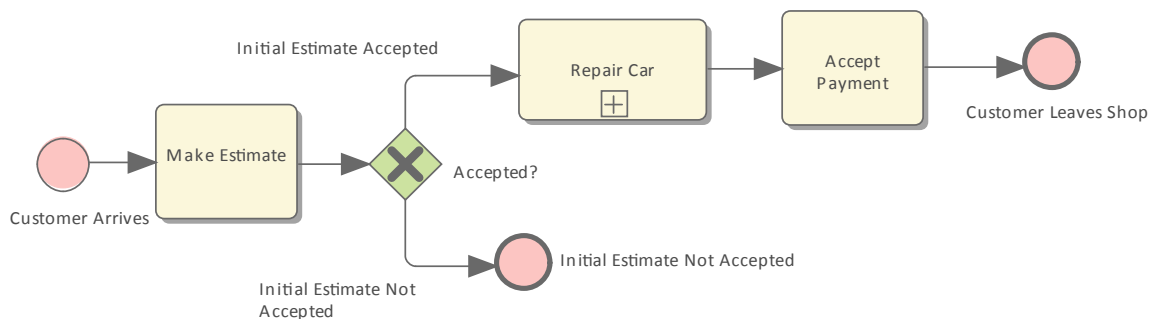 Initial Estimate Accepted
Repair Car
Accept
Payment
Customer Leaves Shop
Make Estimate
Accepted?
Customer Arrives
Initial Estimate Not Accepted
Initial Estimate Not
Accepted